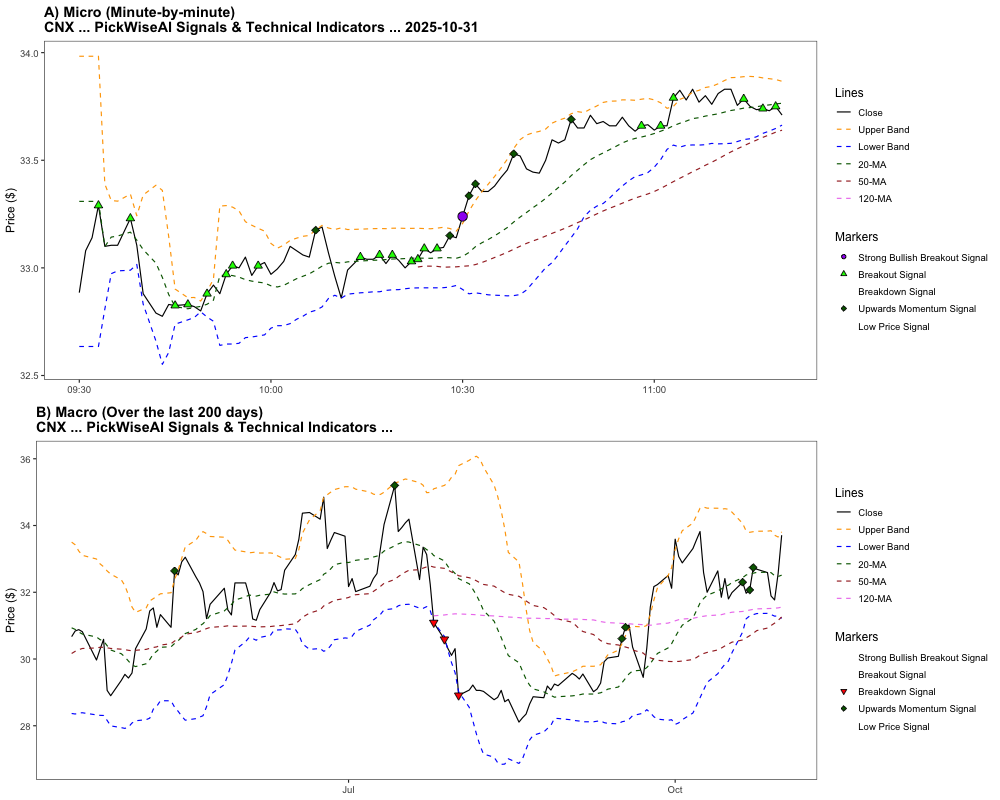 A) Micro (Minute-by-minute)
CNX ... PickWiseAI Signals & Technical Indicators ... 2025-10-31
34.0
33.5
33.0
32.5
Price ($)
09:30
10:00
10:30
11:00
Lines
Close
Upper Band
Lower Band
20-MA
50-MA
120-MA
Markers
Strong Bullish Breakout Signal
Breakout Signal
Breakdown Signal
Upwards Momentum Signal
Low Price Signal
B) Macro (Over the last 200 days)
CNX ... PickWiseAI Signals & Technical Indicators ...
36
34
32
30
28
Price ($)
Jul
Oct
Lines
Close
Upper Band
Lower Band
20-MA
50-MA
120-MA
Markers
Strong Bullish Breakout Signal
Breakout Signal
Breakdown Signal
Upwards Momentum Signal
Low Price Signal